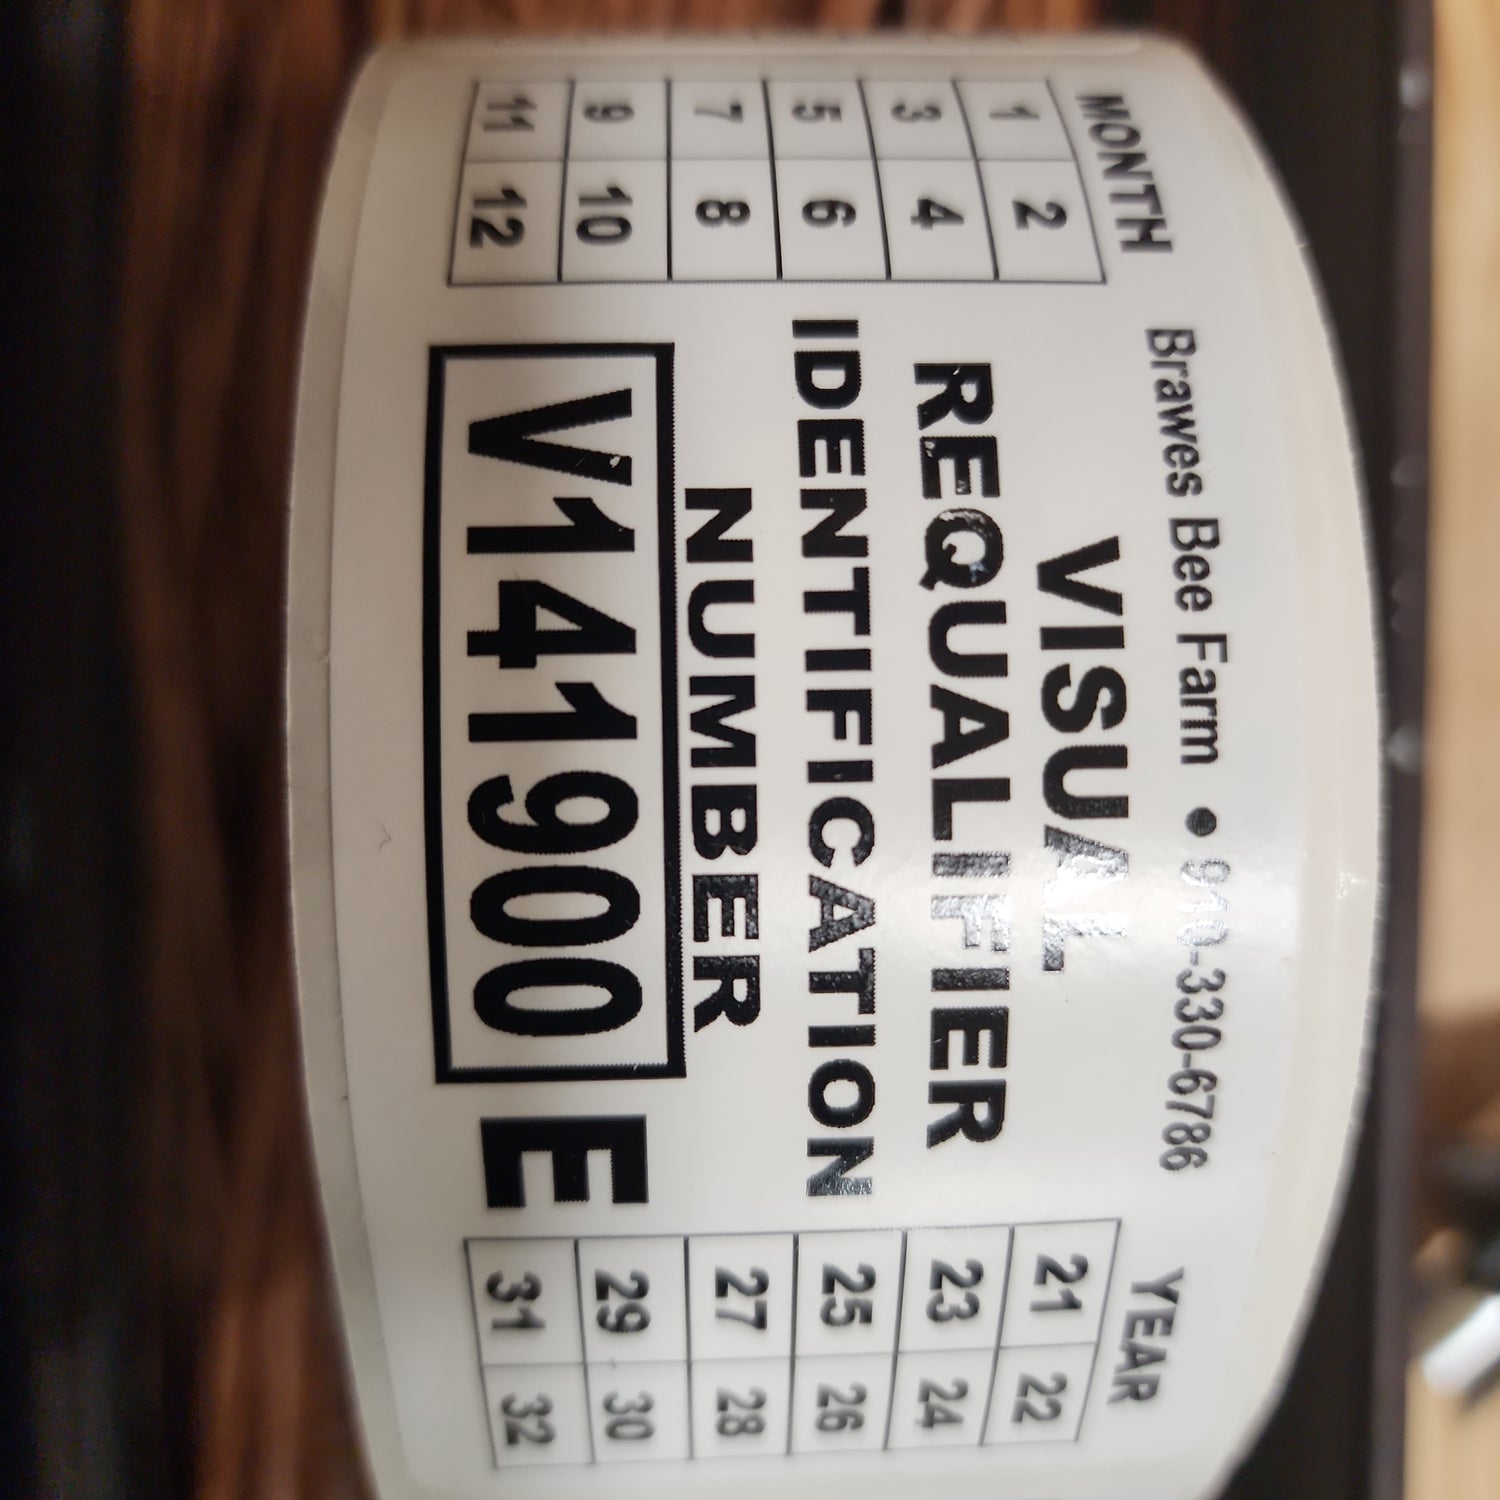 Brawes Bee Farm • 910-330-6786
MONTH
1 2
3 4
5 6
7 8
9 10
11 12
VISUAL
REQUALIFIER
IDENTIFICATION
NUMBER
V141900 E
YEAR
21 22
23 24
25 26
27 28
29 30
31 32